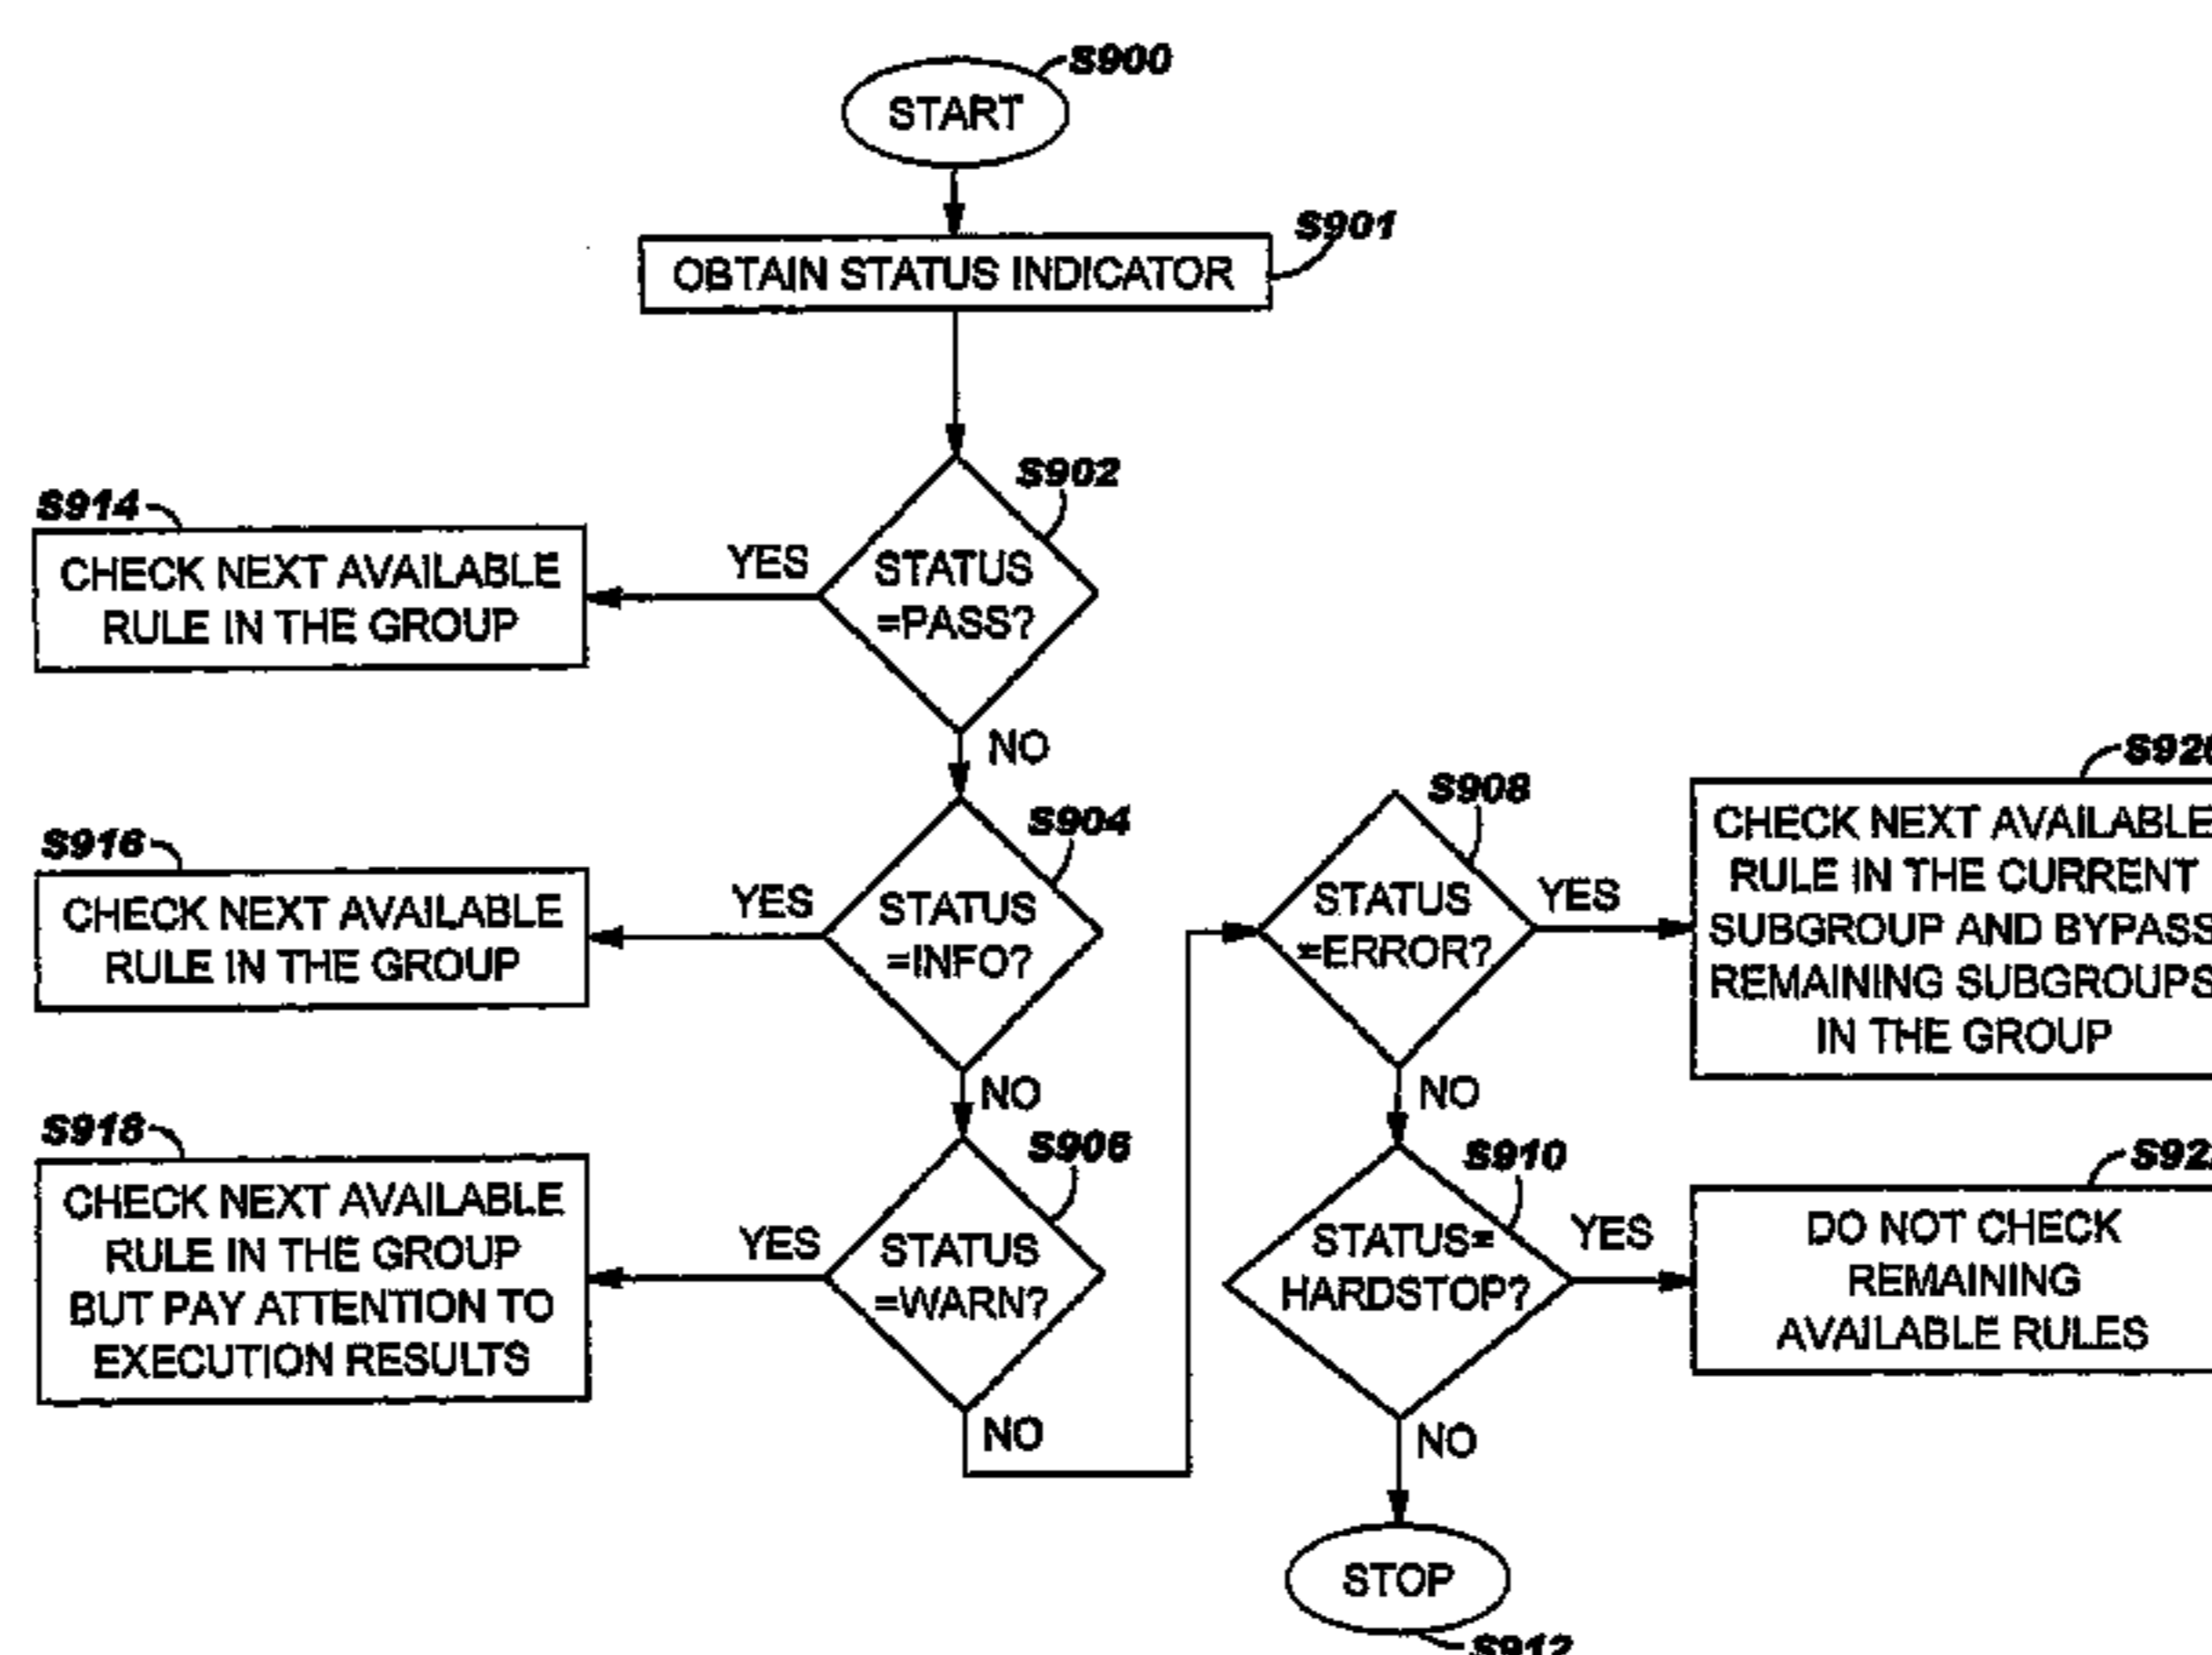 S900
START
S901
OBTAIN STATUS INDICATOR
S902
STATUS
=PASS?
YES
S914
CHECK NEXT AVAILABLE
RULE IN THE GROUP
NO
S904
STATUS
=INFO?
YES
S916
CHECK NEXT AVAILABLE
RULE IN THE GROUP
NO
S906
STATUS
=WARN?
YES
S918
CHECK NEXT AVAILABLE
RULE IN THE GROUP
BUT PAY ATTENTION TO
EXECUTION RESULTS
NO
S908
STATUS
=ERROR?
YES
CHECK NEXT AVAILABLE
RULE IN THE CURRENT
SUBGROUP AND BYPASS
REMAINING SUBGROUPS
IN THE GROUP
NO
S910
STATUS=
HARDSTOP?
YES
DO NOT CHECK
REMAINING
AVAILABLE RULES
NO
STOP
S912